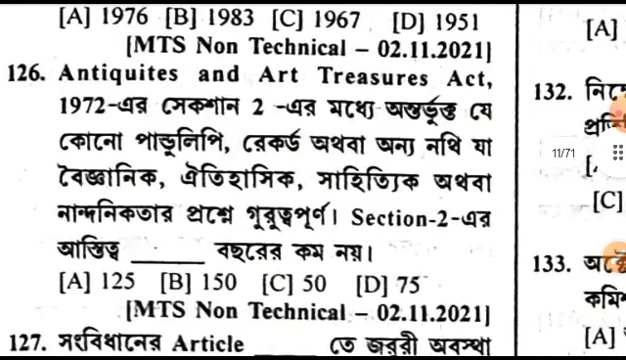 [A] 1976 [B] 1983 [C] 1967 [D] 1951
[MTS Non Technical – 02.11.2021]
126. Antiquites and Art Treasures Act,
1972-এর সেকশান 2 -এর মধ্যে অন্তর্ভুক্ত যে
কোনো পাণ্ডুলিপি, রেকর্ড অথবা অন্য নথি যা
বৈজ্ঞানিক, ঐতিহাসিক, সাহিত্যিক অথবা
নান্দনিকতার প্রশ্নে গুরুত্বপূর্ণ। Section-2-এর
অস্তিত্ব ______ বছরের কম নয়।
[A] 125 [B] 150 [C] 50 [D] 75
[MTS Non Technical – 02.11.2021]
127. সংবিধানের Article ______ তে জরুরী অবস্থা
[A]
132.
11/71
[C]
133.
[A]